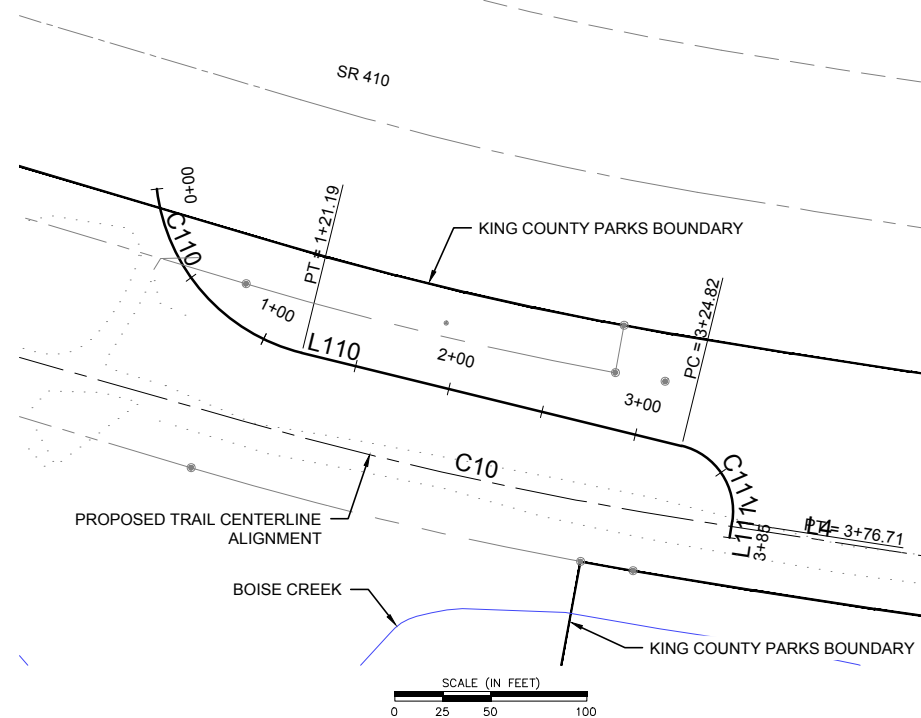 SR 410
0+00
C110
PT = 1+21.19
KING COUNTY PARKS BOUNDARY
1+00
L110
2+00
PC = 3+24.82
3+00
C10
C111
PROPOSED TRAIL CENTERLINE
ALIGNMENT
L111
3+85
L4
PT = 3+76.71
BOISE CREEK
KING COUNTY PARKS BOUNDARY
SCALE (IN FEET)
0 25 50 100